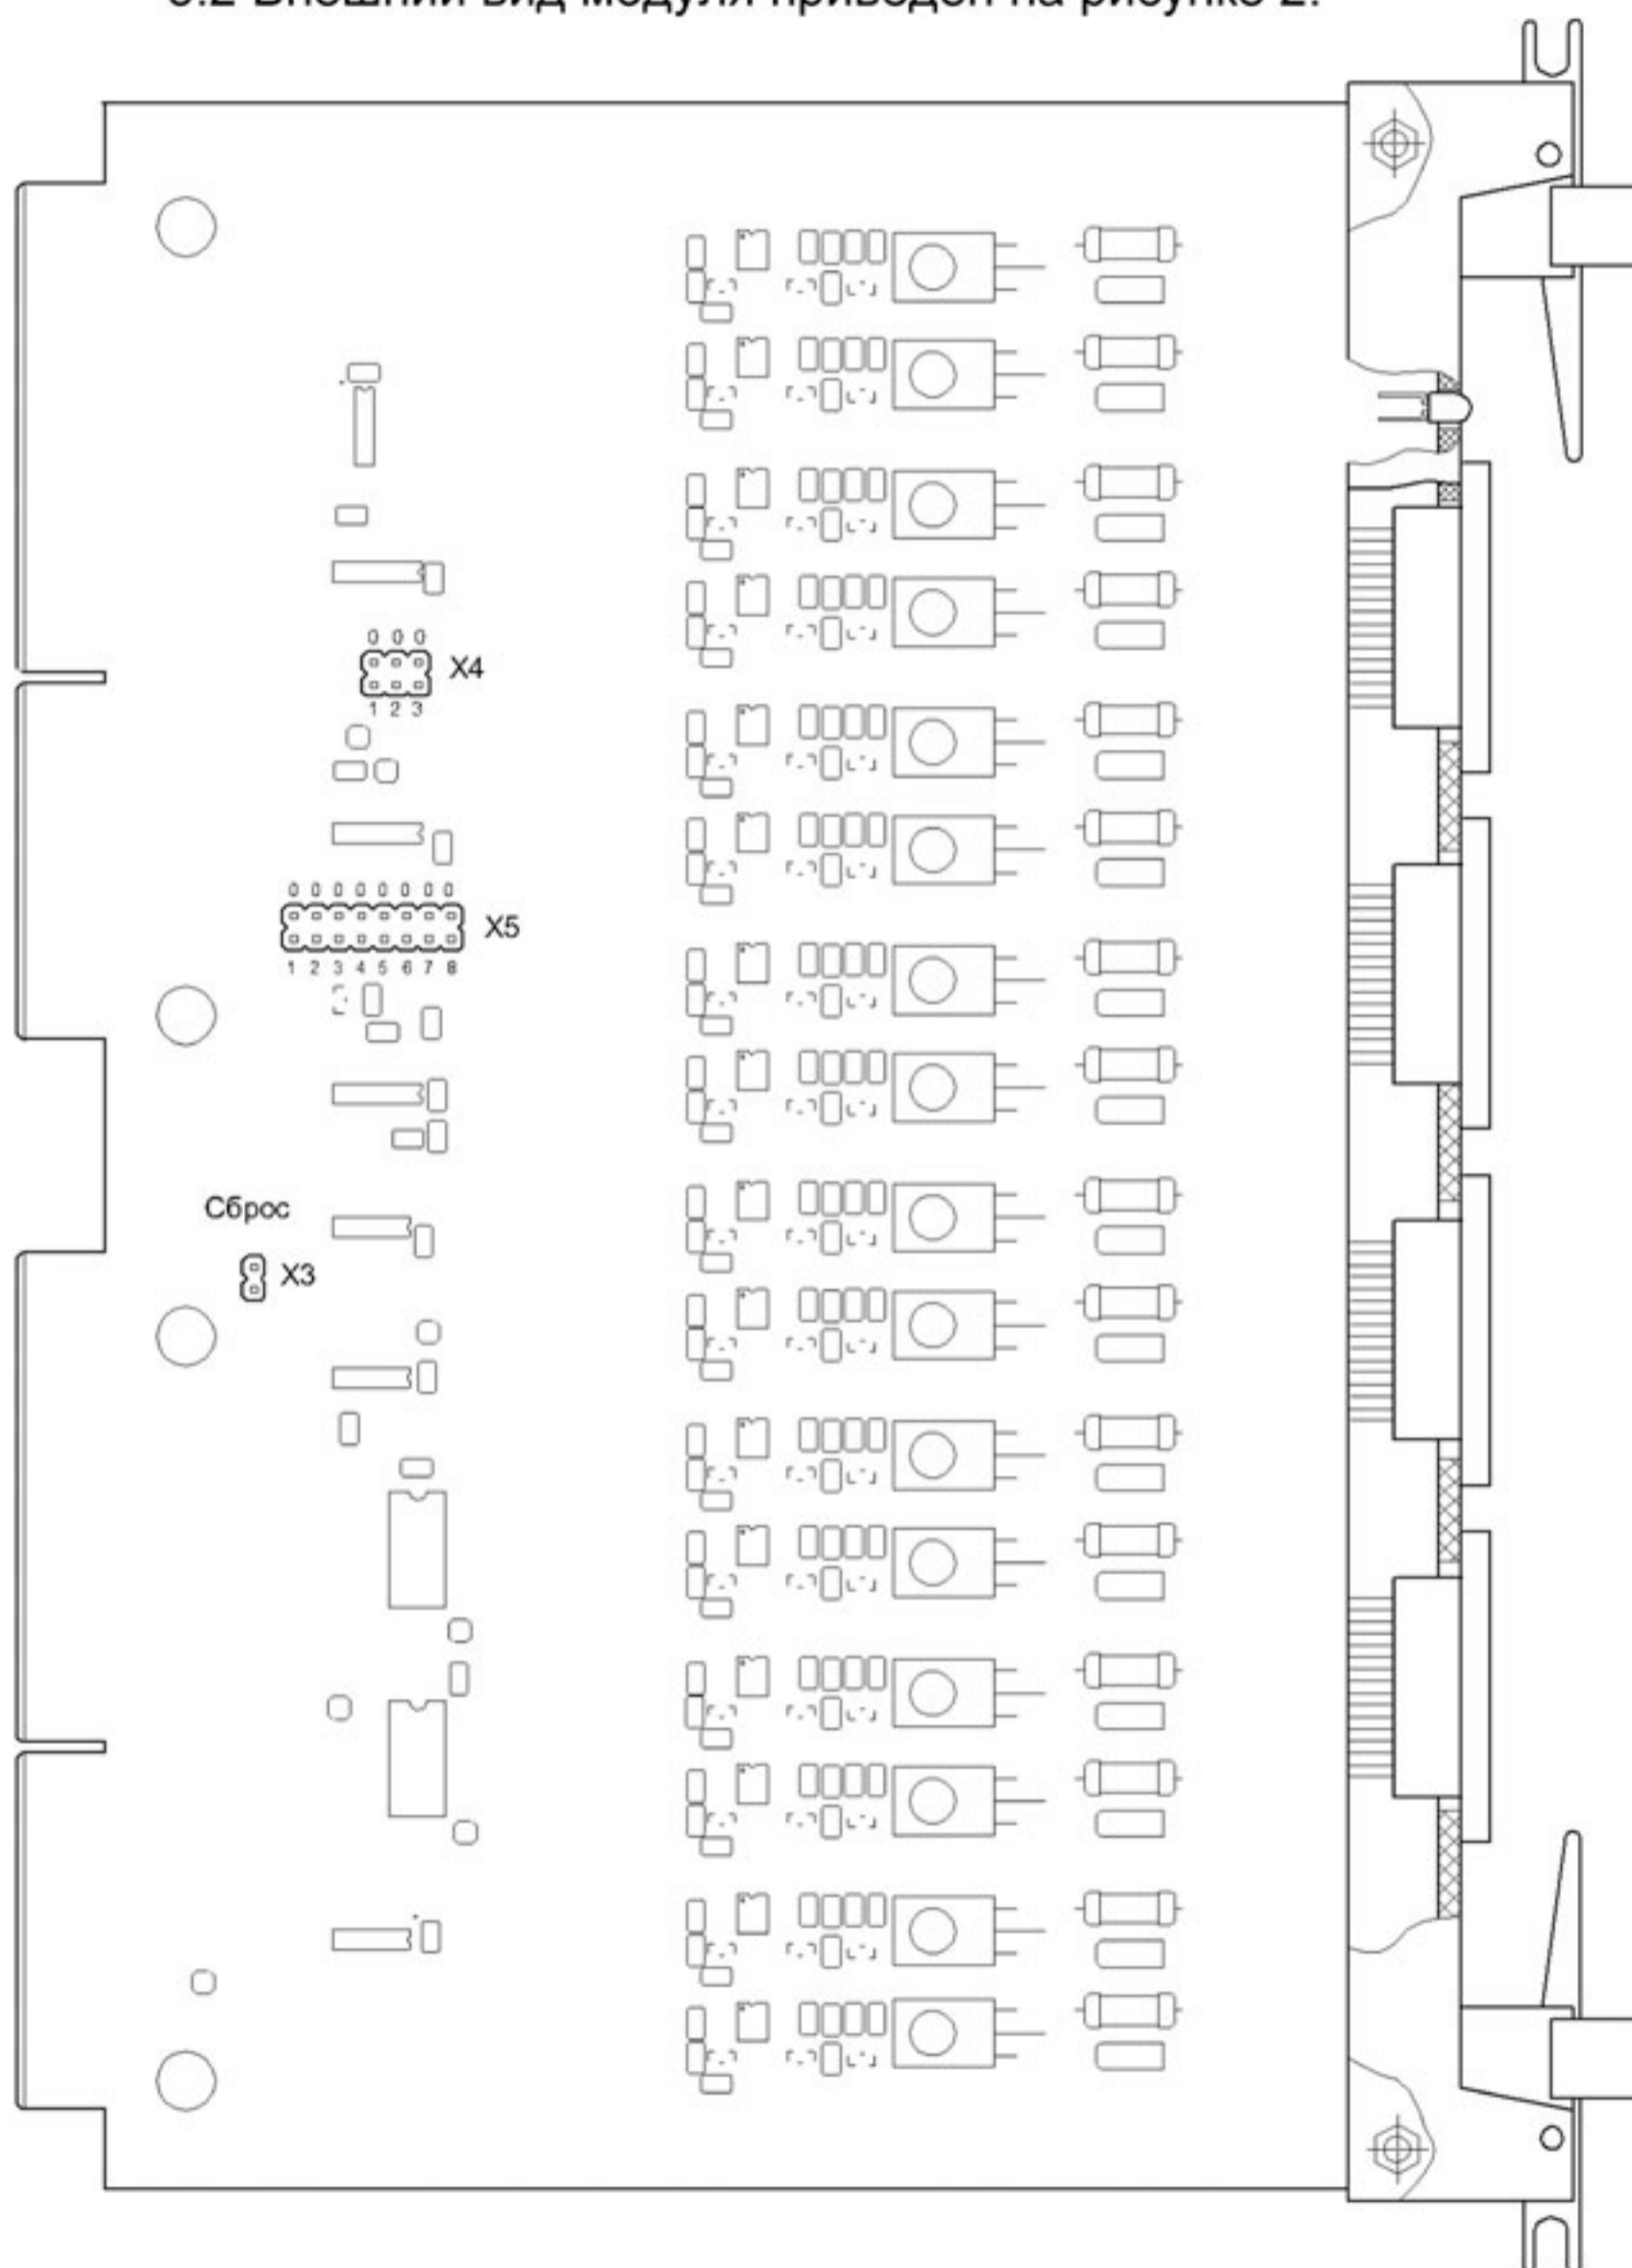 3.2 Внешний вид модуля приведен на рисунке 2.
0 0 0
X4
1 2 3
0 0 0 0 0 0 0 0
X5
1 2 3 4 5 6 7 8
Сброс
X3